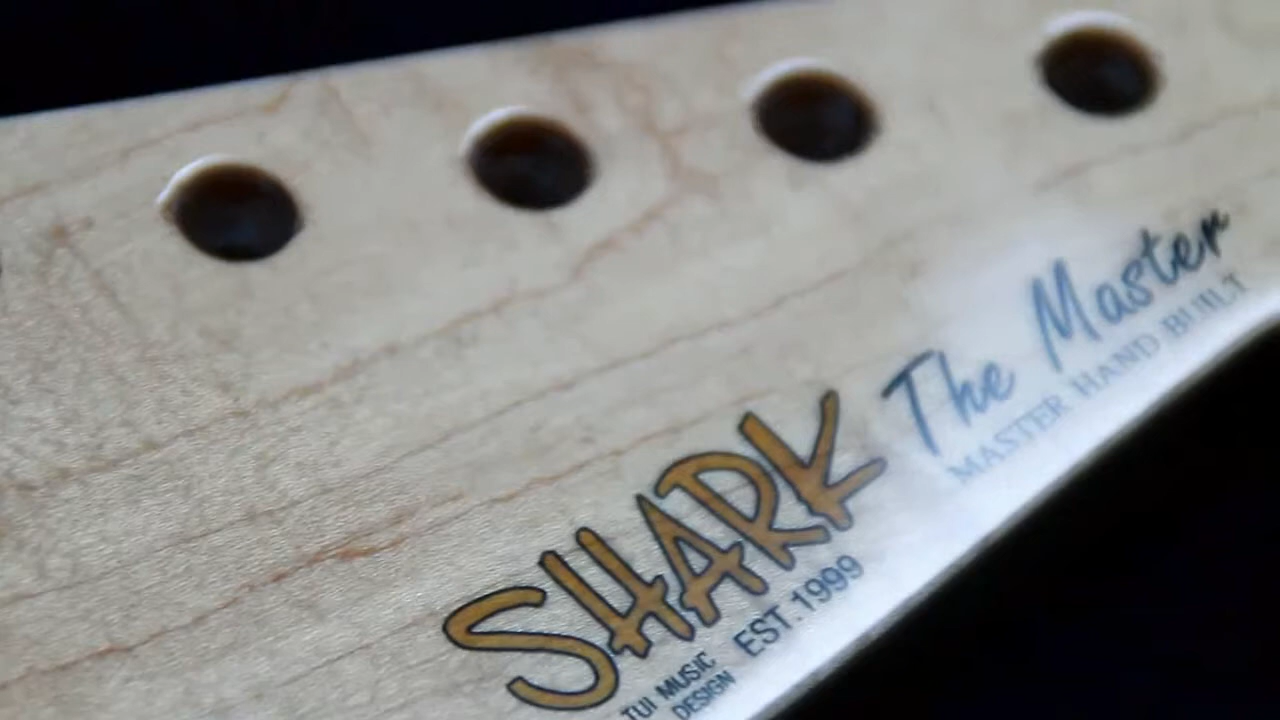 SHARK
EST. 1999
TUI MUSIC
DESIGN
The Master
MASTER HAND BUILT